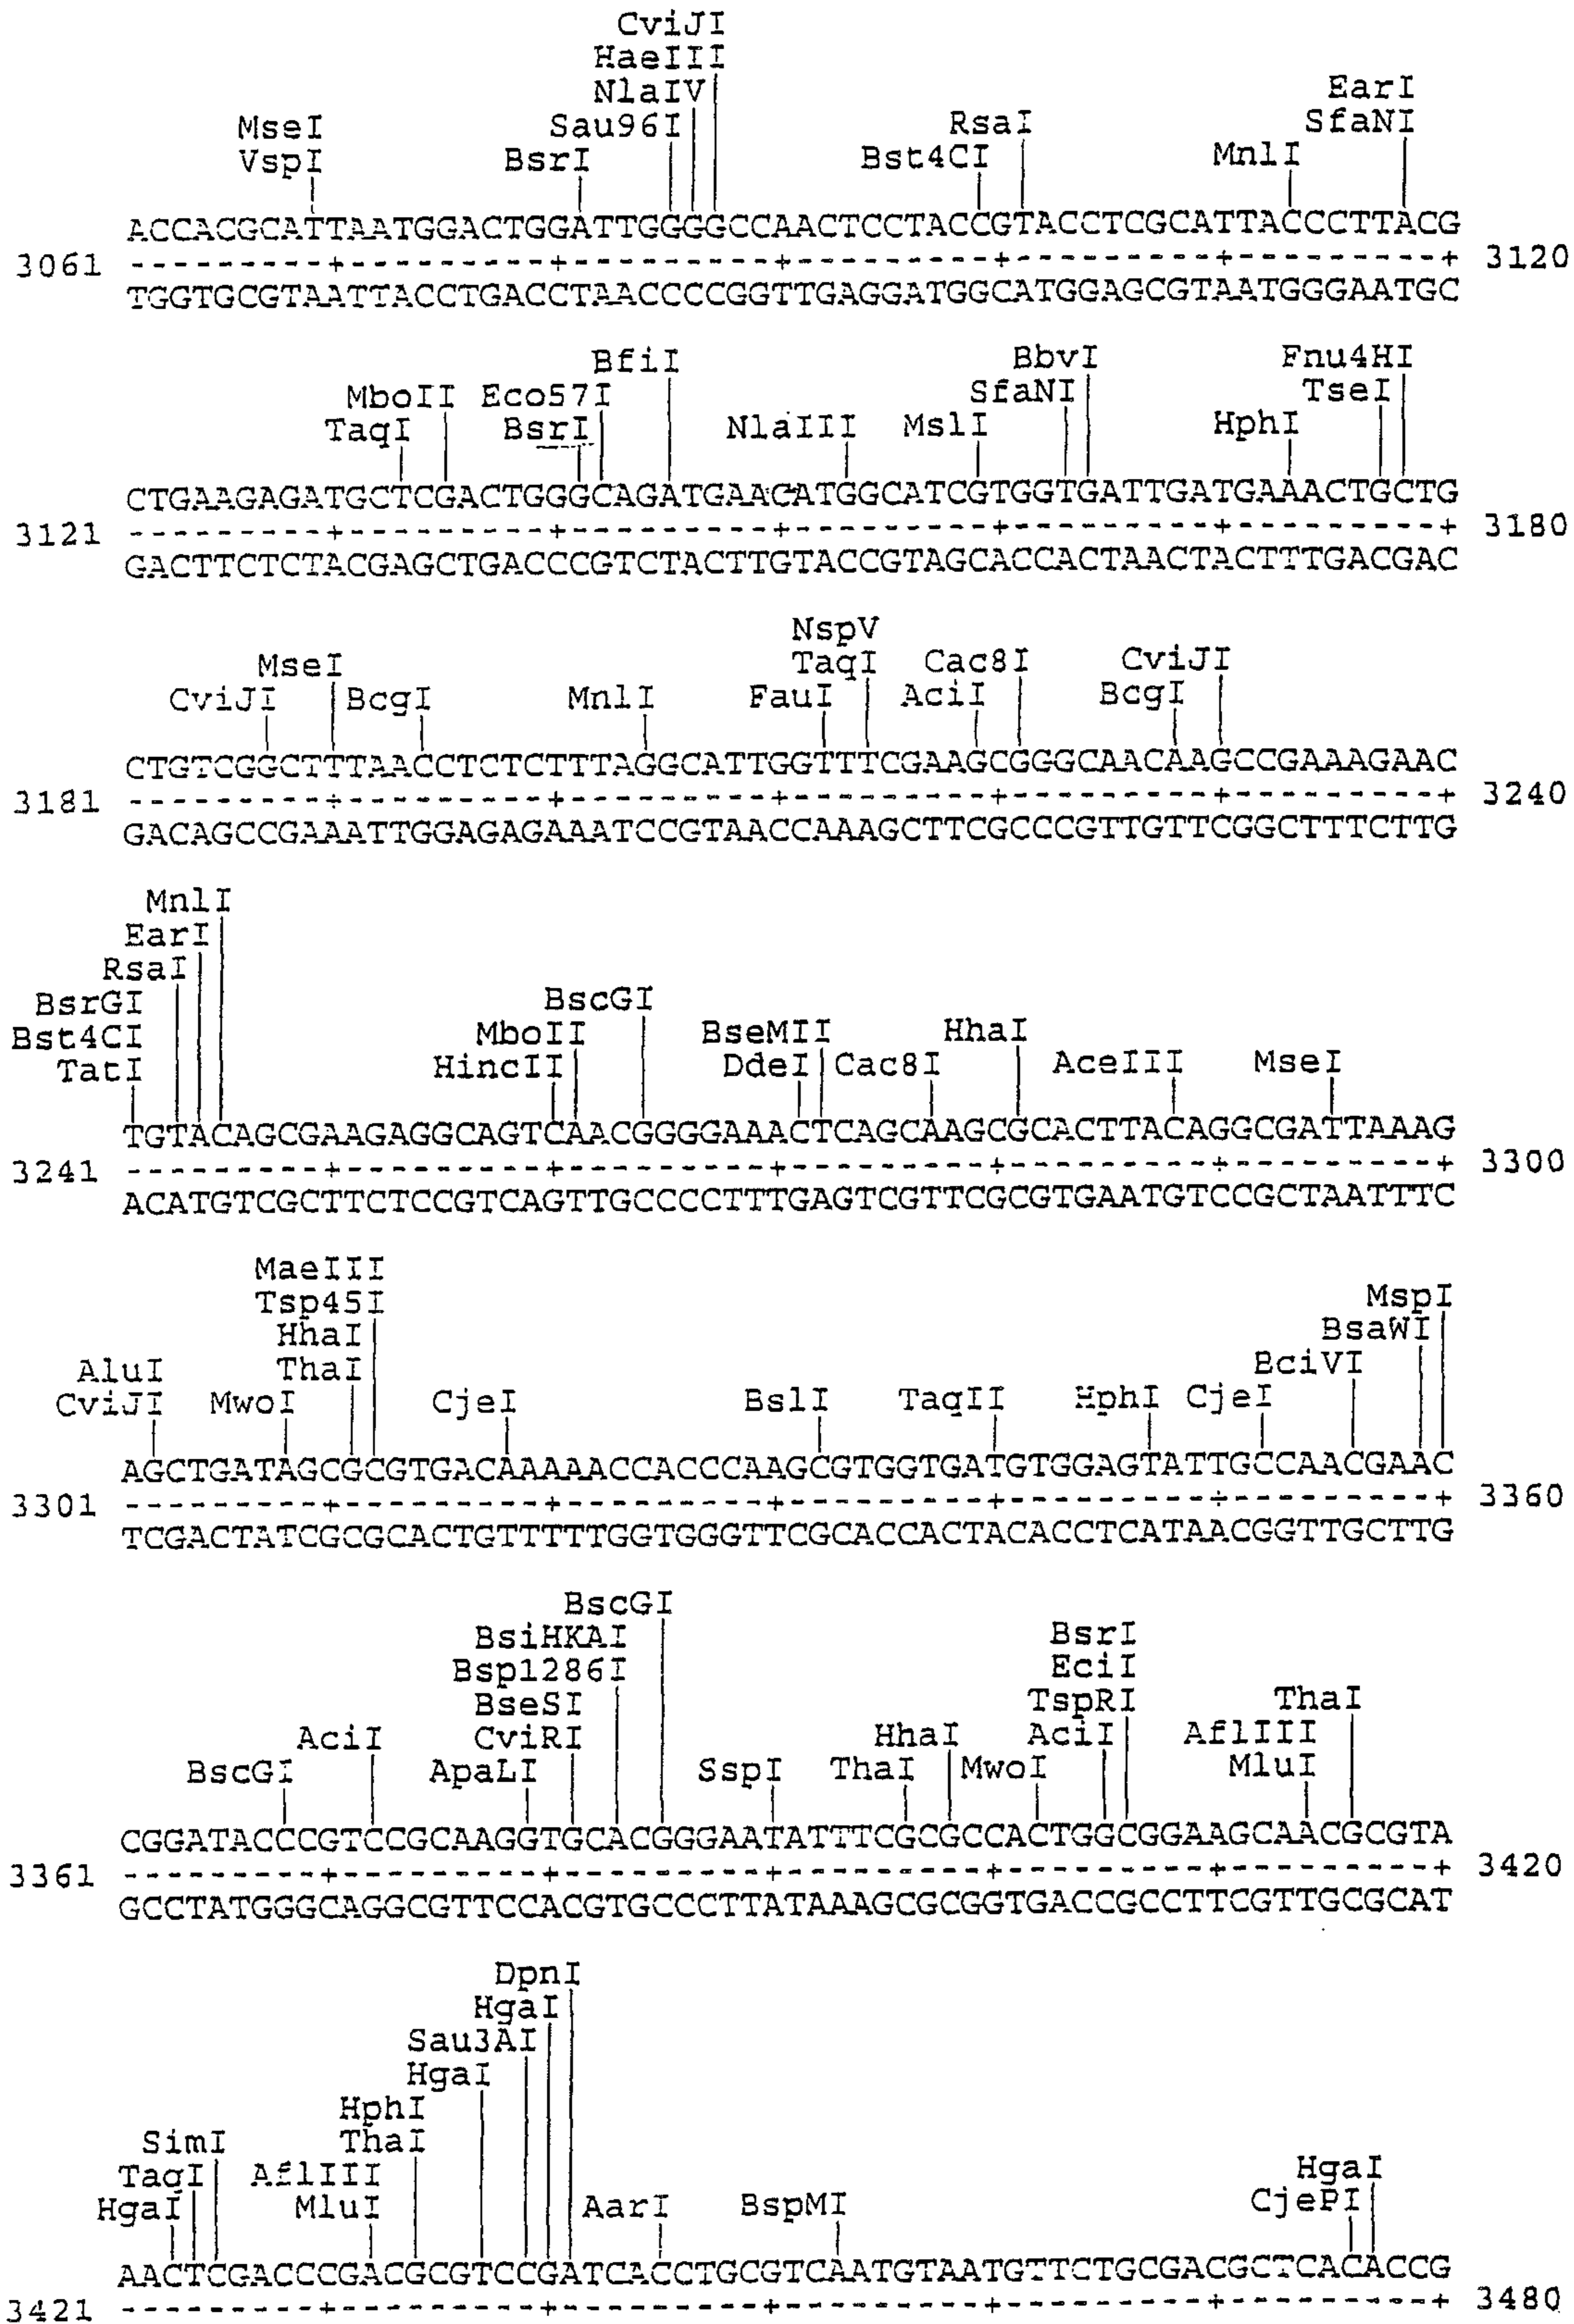 CviJI
HaeIII
NlaIV
EarI
MseI Sau96I RsaI SfaNI
VspI BsrI Bst4CI MnlI
ACCACGCATTAATGGACTGGATTGGGGCCAACTCCTACCGTACCTCGCATTACCCTTACG
3061 ---------+---------+---------+---------+---------+---------+ 3120
TGGTGCGTAATTACCTGACCTAACCCCGGTTGAGGATGGCATGGAGCGTAATGGGAATGC
BfiI BbvI Fnu4HI
MboII Eco57I SfaNI TseI
TaqI BsrI NlaIII MslI HphI
CTGAAGAGATGCTCGACTGGGCAGATGAACATGGCATCGTGGTGATTGATGAAACTGCTG
3121 ---------+---------+---------+---------+---------+---------+ 3180
GACTTCTCTACGAGCTGACCCGTCTACTTGTACCGTAGCACCACTAACTACTTTGACGAC
NspV
MseI TaqI Cac8I CviJI
CviJI BcgI MnlI FauI AciI BcgI
CTGTCGGCTTTAACCTCTCTTTAGGCATTGGTTTCGAAGCGGGCAACAAGCCGAAAGAAC
3181 ---------+---------+---------+---------+---------+---------+ 3240
GACAGCCGAAATTGGAGAGAAATCCGTAACCAAAGCTTCGCCCGTTGTTCGGCTTTCTTG
MnlI
EarI
RsaI
BsrGI BscGI
Bst4CI MboII BseMII HhaI
TatI HincII DdeI Cac8I AceIII MseI
TGTACAGCGAAGAGGCAGTCAACGGGGAAACTCAGCAAGCGCACTTACAGGCGATTAAAG
3241 ---------+---------+---------+---------+---------+---------+ 3300
ACATGTCGCTTCTCCGTCAGTTGCCCCTTTGAGTCGTTCGCGTGAATGTCCGCTAATTTC
MaeIII
Tsp45I MspI
HhaI BsaWI
AluI ThaI BciVI
CviJI MwoI CjeI BslI TaqII HphI CjeI
AGCTGATAGCGCGTGACAAAAACCACCCAAGCGTGGTGATGTGGAGTATTGCCAACGAAC
3301 ---------+---------+---------+---------+---------+---------+ 3360
TCGACTATCGCGCACTGTTTTTGGTGGGTTCGCACCACTACACCTCATAACGGTTGCTTG
BscGI
BsiHKAI BsrI
Bsp1286I EciI
BseSI TspRI ThaI
AciI CviRI HhaI AciI AflIII
BscGI ApaLI SspI ThaI MwoI MluI
CGGATACCCGTCCGCAAGGTGCACGGGAATATTTCGCGCCACTGGCGGAAGCAACGCGTA
3361 ---------+---------+---------+---------+---------+---------+ 3420
GCCTATGGGCAGGCGTTCCACGTGCCCTTATAAAGCGCGGTGACCGCCTTCGTTGCGCAT
DpnI
HgaI
Sau3AI
HgaI
HphI
SimI ThaI
TaqI AflIII HgaI
HgaI MluI AarI BspMI CjePI
AACTCGACCCGACGCGTCCGATCACCTGCGTCAATGTAATGTTCTGCGACGCTCACACCG
3421 ---------+---------+---------+---------+---------+---------+ 3480